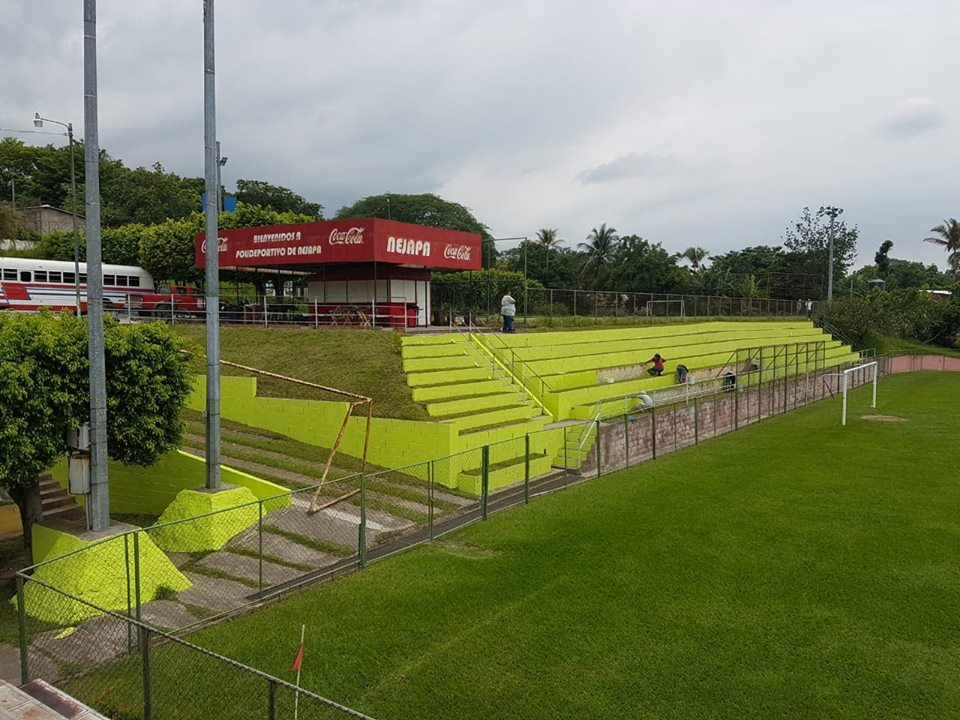 Coca-Cola
BIENVENIDOS A
POLIDEPORTIVO DE NEJAPA
Coca-Cola
NEJAPA
Coca-Cola